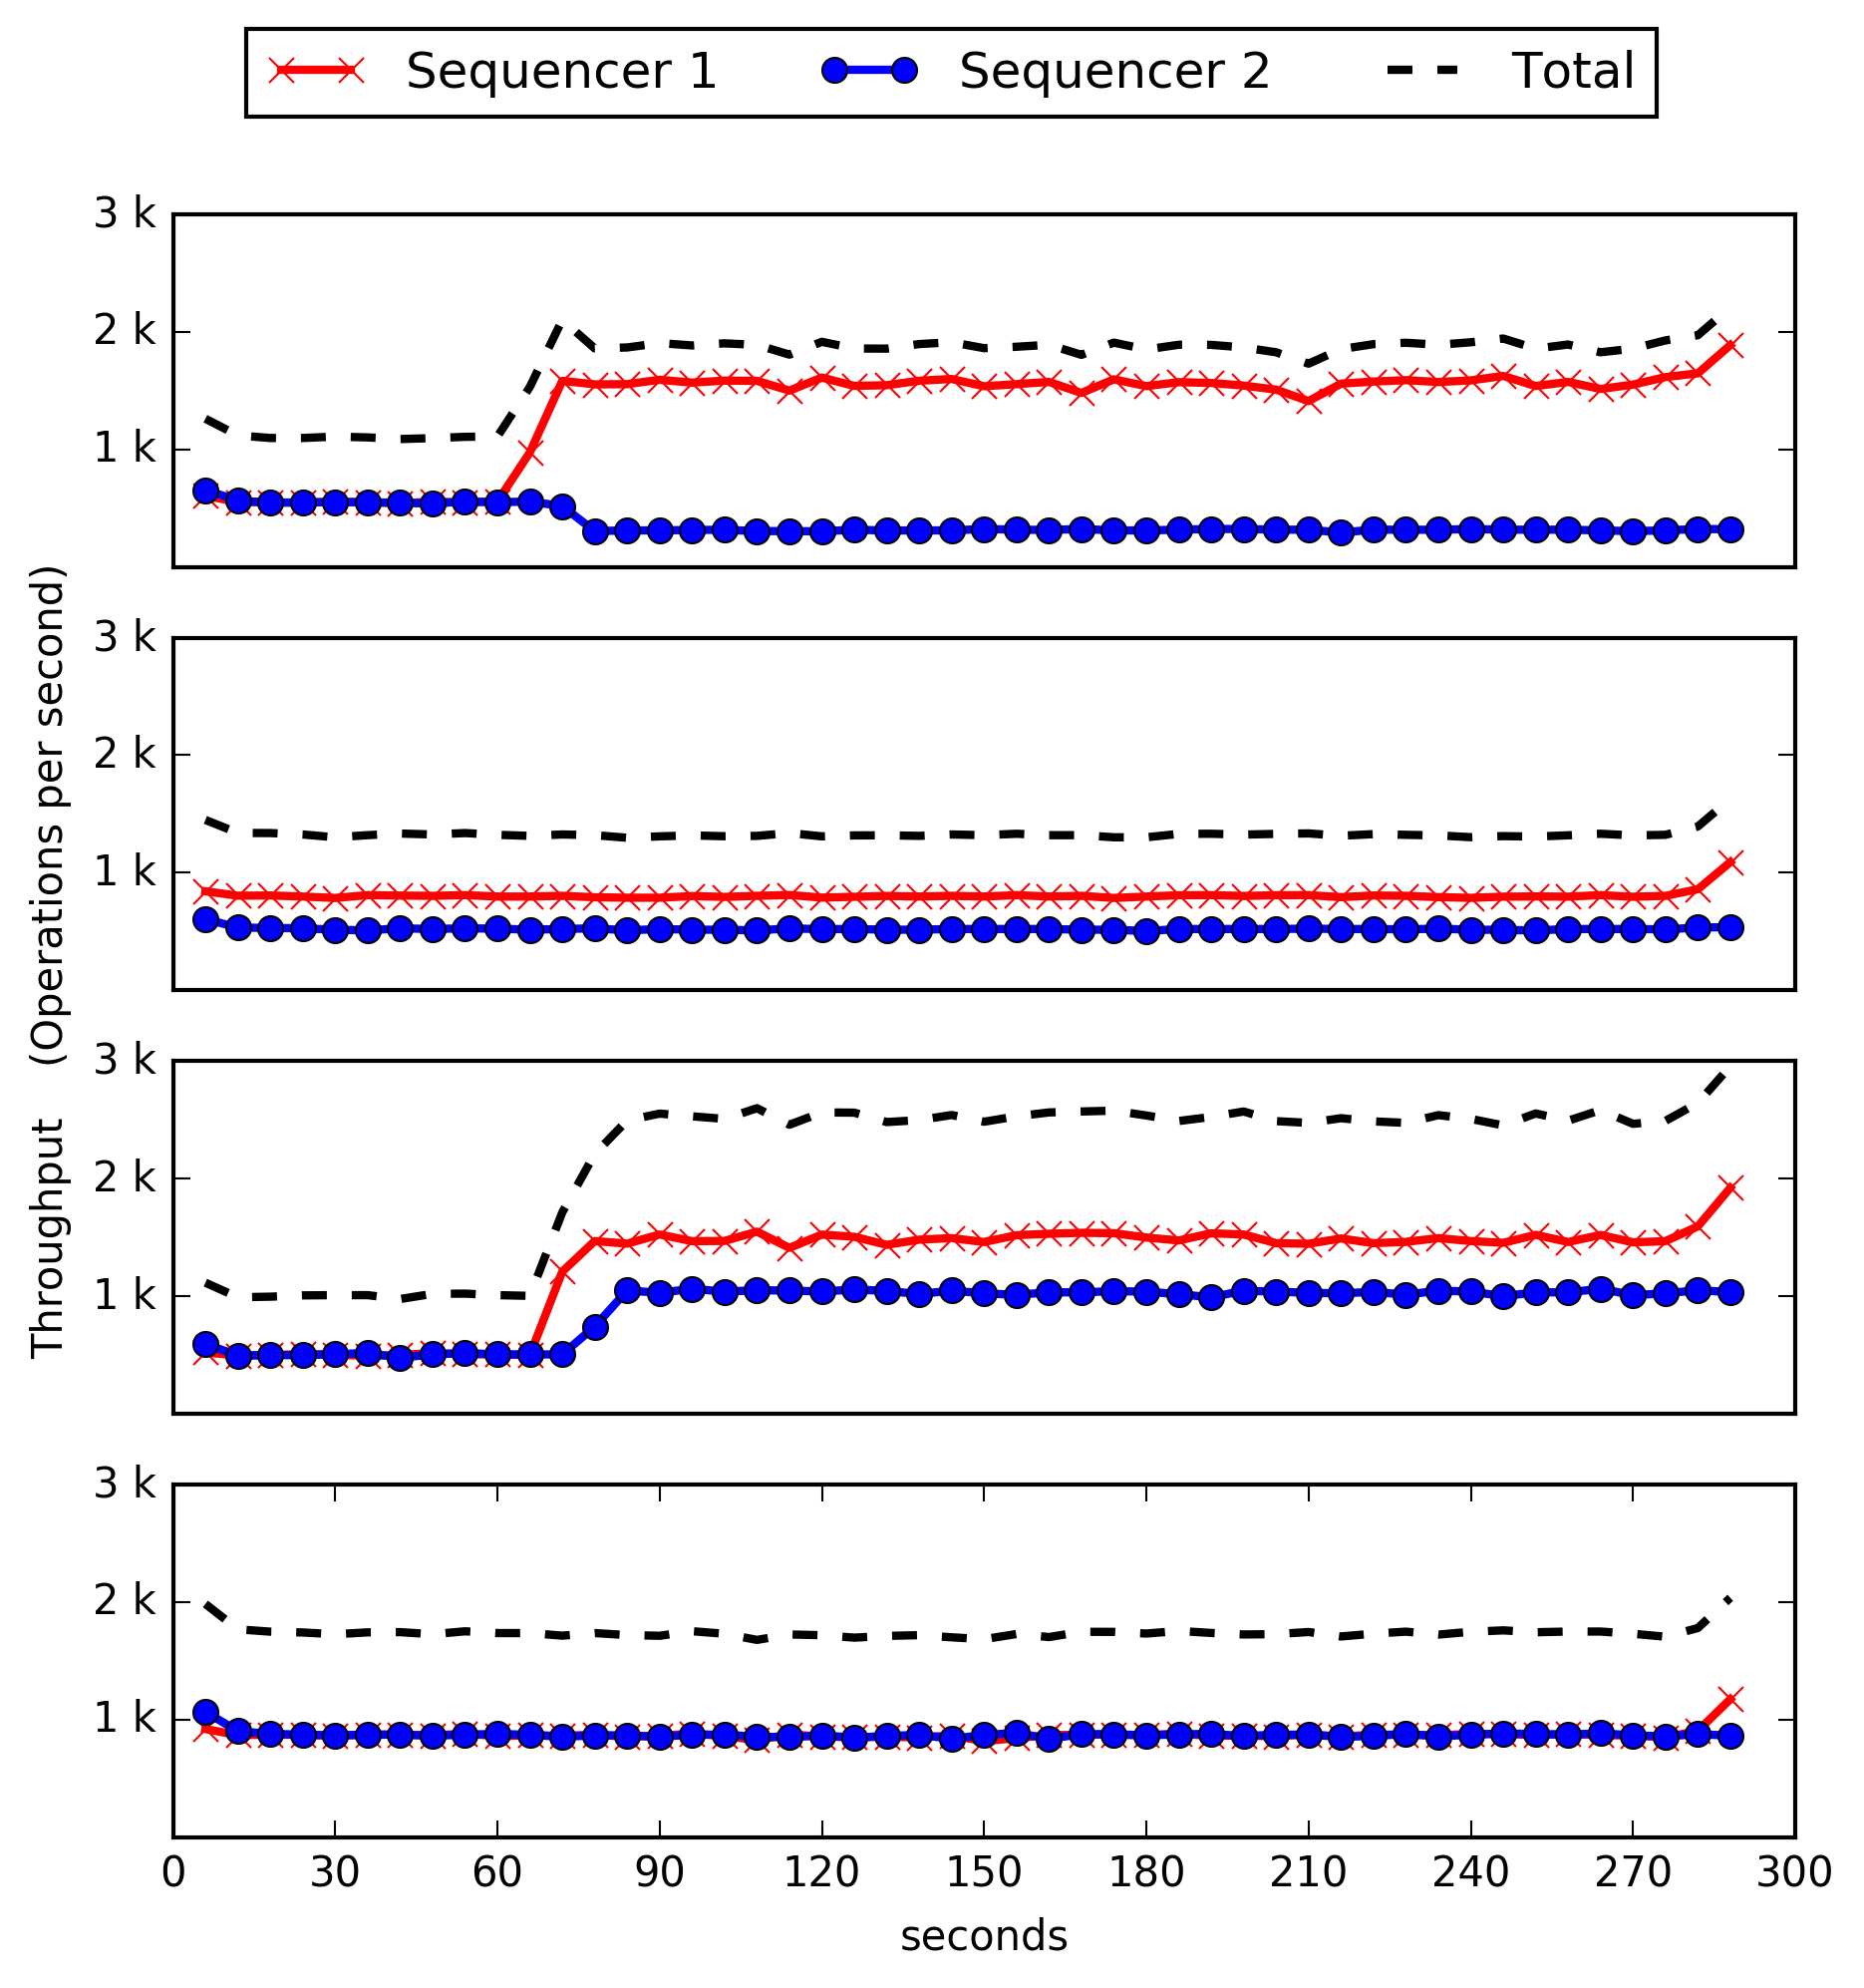 Sequencer 1 Sequencer 2 Total
3 k
2 k
1 k
3 k
2 k
1 k
3 k
2 k
1 k
3 k
2 k
1 k
Throughput (Operations per second)
0 30 60 90 120 150 180 210 240 270 300
seconds